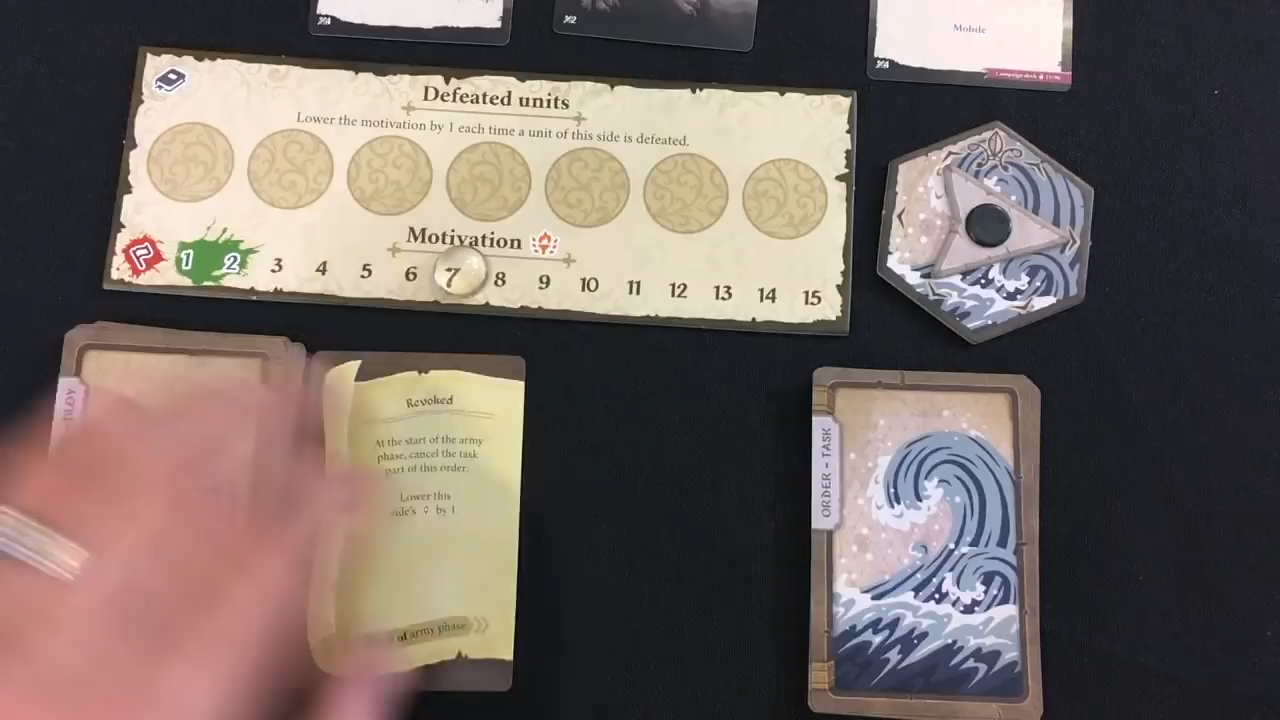 Mobile
Defeated units
Lower the motivation by 1 each time a unit of this side is defeated.
Motivation
1 2 3 4 5 6 7 8 9 10 11 12 13 14 15
Revoked
At the start of the army
phase, cancel the task
part of this order.
Lower this
side's by 1
of army phase
ORDER - TASK